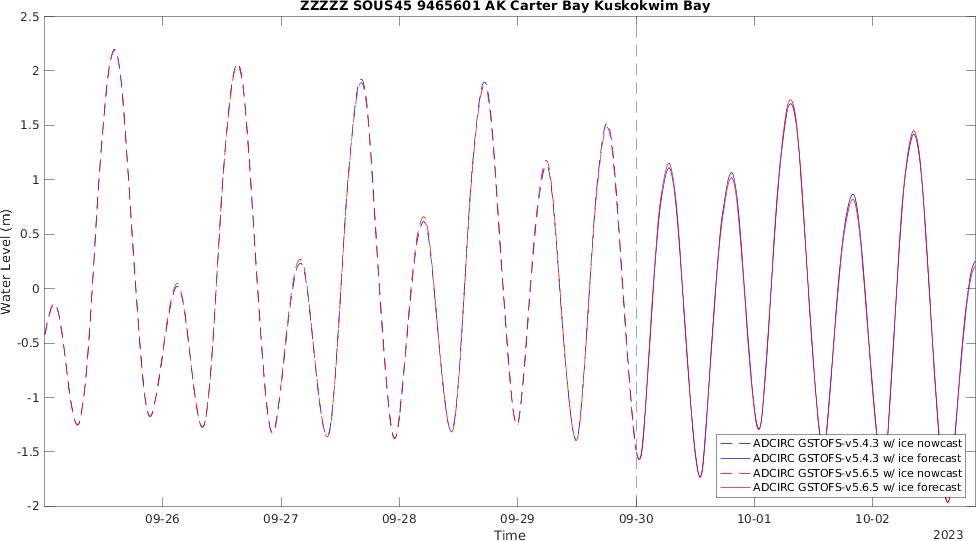 ZZZZZ SOUS45 9465601 AK Carter Bay Kuskokwim Bay
2.5
2
1.5
1
0.5
0
-0.5
-1
-1.5
-2
Water Level (m)
ADCIRC GSTOFS-v5.4.3 w/ ice nowcast
ADCIRC GSTOFS-v5.4.3 w/ ice forecast
ADCIRC GSTOFS-v5.6.5 w/ ice nowcast
ADCIRC GSTOFS-v5.6.5 w/ ice forecast
09-26 09-27 09-28 09-29 09-30 10-01 10-02
Time
2023